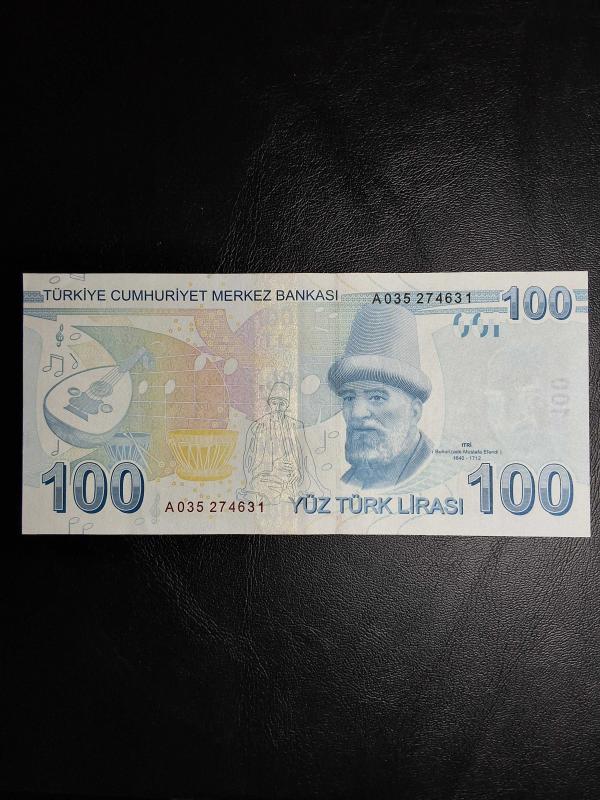 TÜRKİYE CUMHURİYET MERKEZ BANKASI
A035 274631
100
ITRİ
( Buhurizade Mustafa Efendi )
1640 - 1712
100
A035 274631
YÜZ TÜRK LİRASI
100